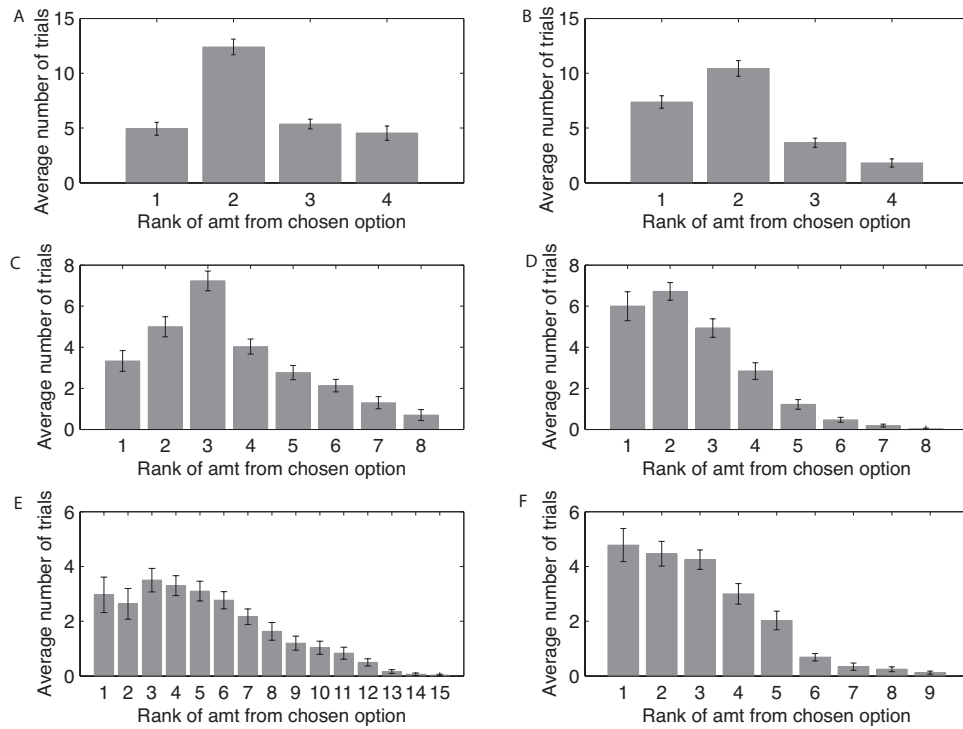 A
Average number of trials
15
10
5
0
1 2 3 4
Rank of amt from chosen option
B
Average number of trials
15
10
5
0
1 2 3 4
Rank of amt from chosen option
C
Average number of trials
8
6
4
2
0
1 2 3 4 5 6 7 8
Rank of amt from chosen option
D
Average number of trials
8
6
4
2
0
1 2 3 4 5 6 7 8
Rank of amt from chosen option
E
Average number of trials
6
4
2
0
1 2 3 4 5 6 7 8 9 10 11 12 13 14 15
Rank of amt from chosen option
F
Average number of trials
6
4
2
0
1 2 3 4 5 6 7 8 9
Rank of amt from chosen option